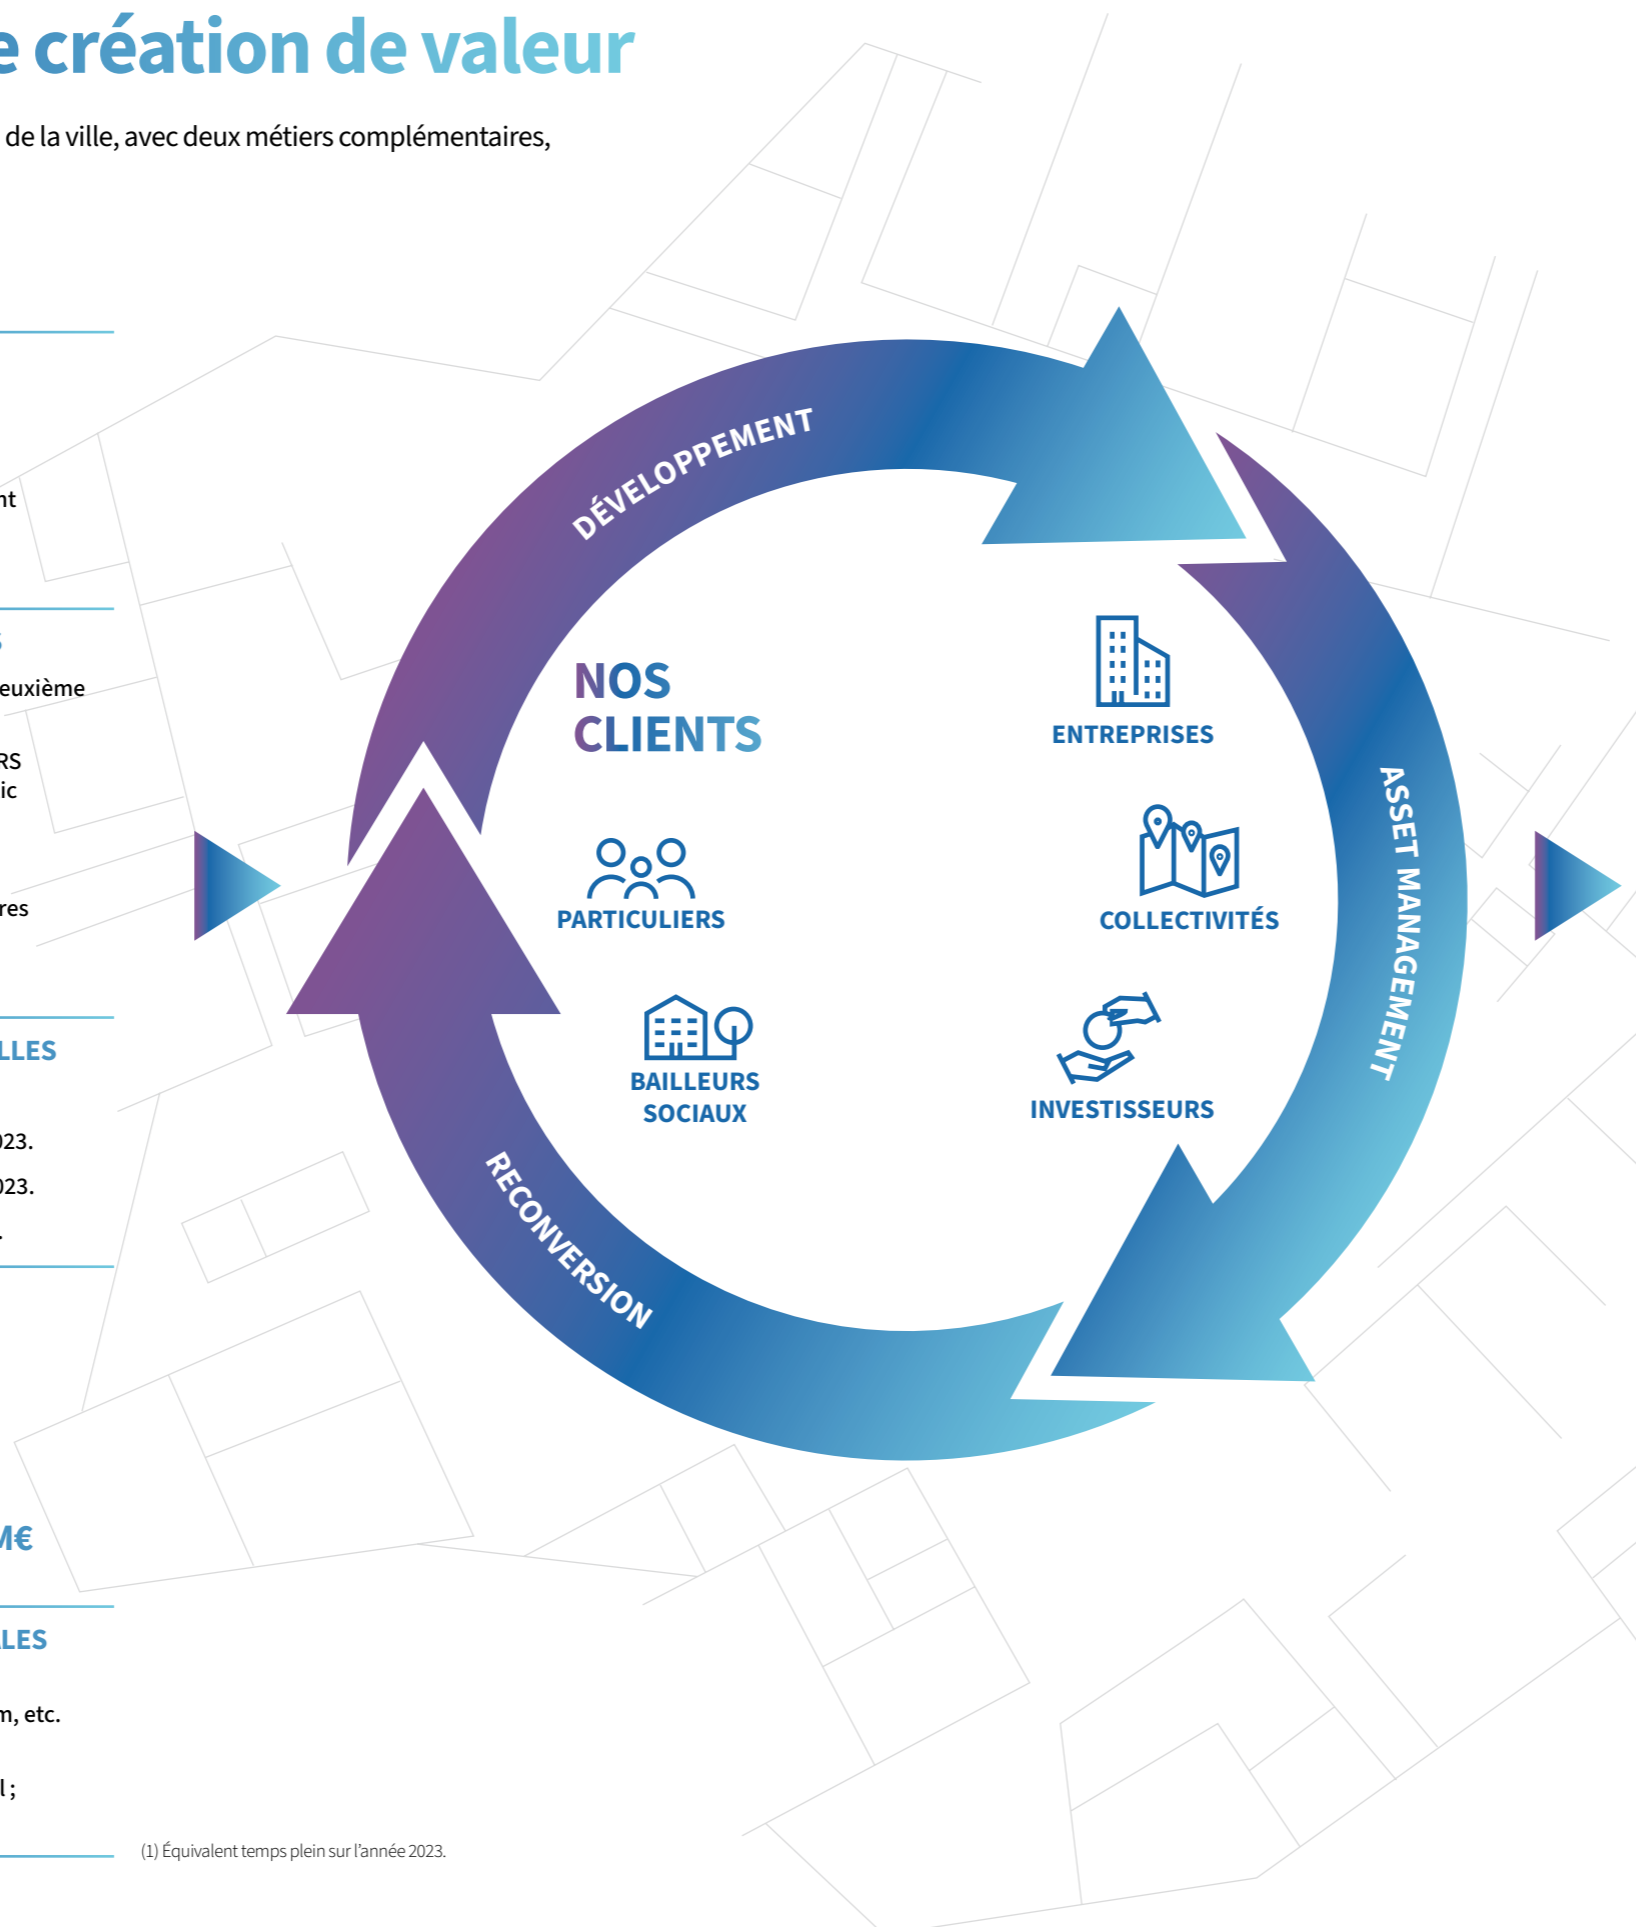 e création de valeur
de la ville, avec deux métiers complémentaires,
nt
S
euxième
RS
ic
res
LLES
023.
023.
.
M€
LES
m, etc.
l ;
DÉVELOPPEMENT
ASSET MANAGEMENT
RECONVERSION
NOS
CLIENTS
PARTICULIERS
BAILLEURS
SOCIAUX
ENTREPRISES
COLLECTIVITÉS
INVESTISSEURS
(1) Équivalent temps plein sur l’année 2023.